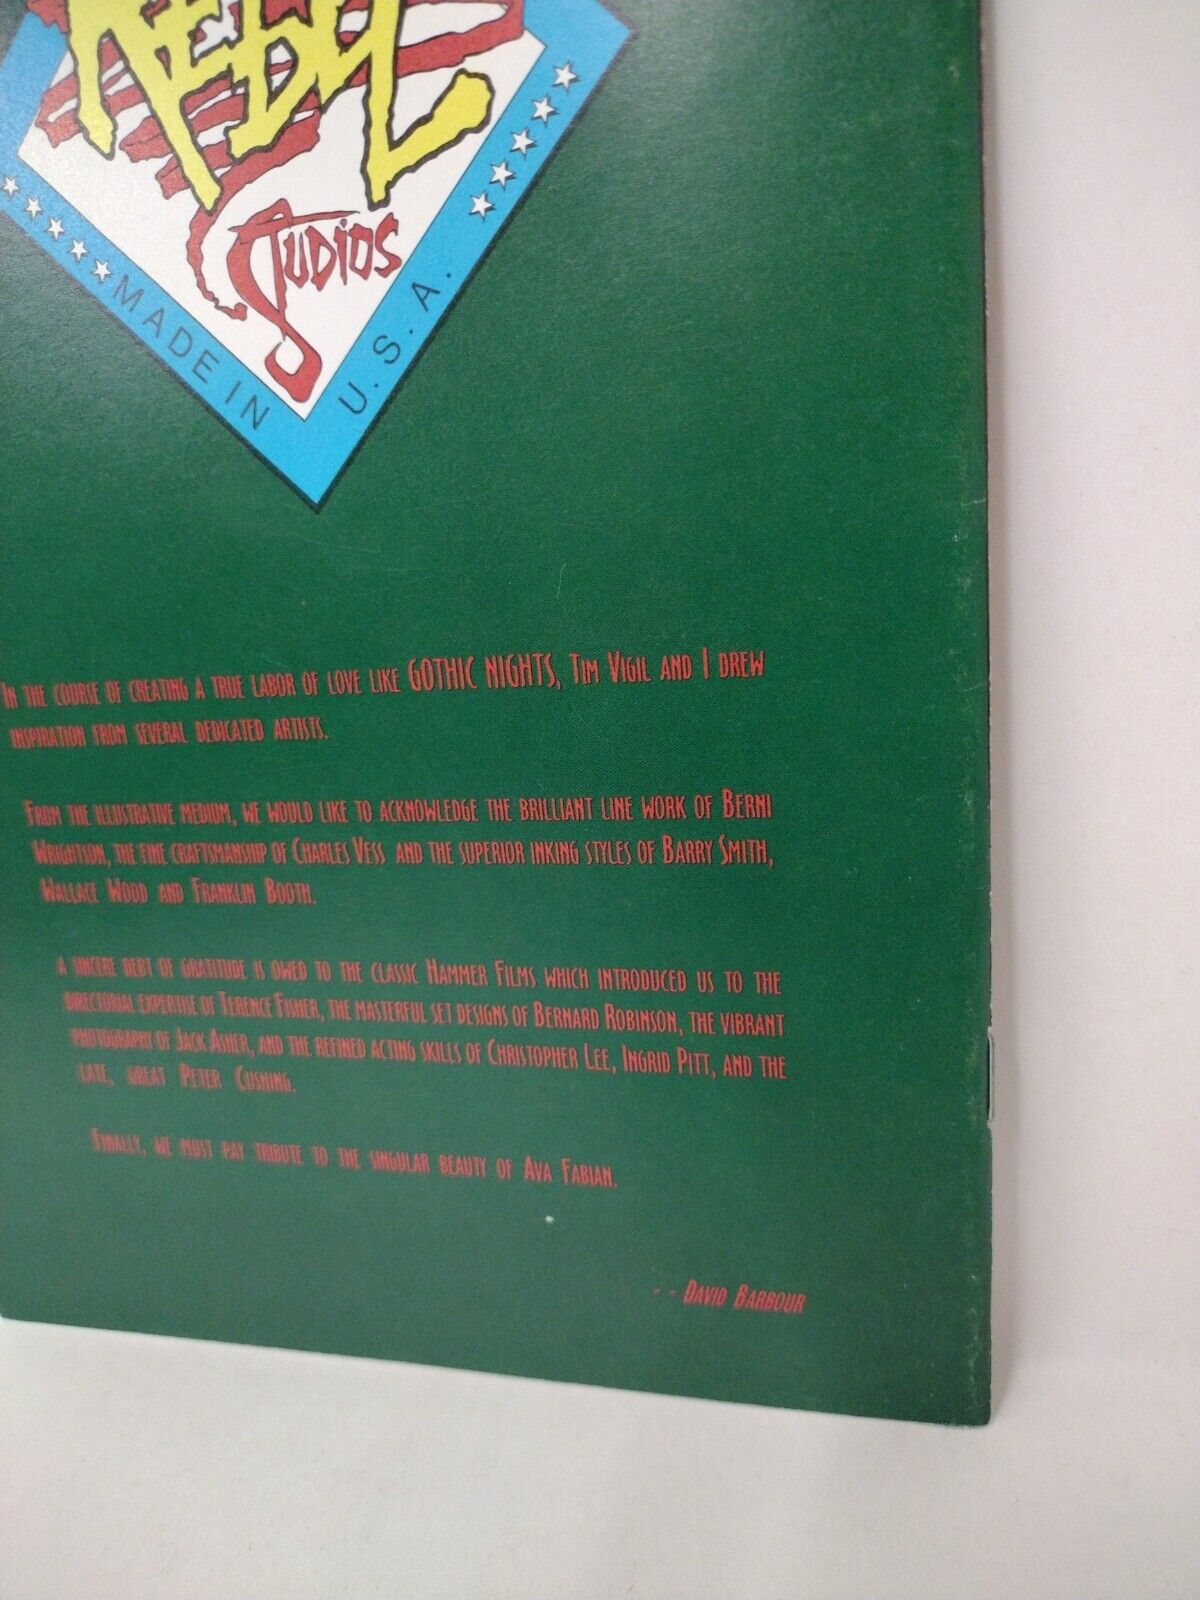 REBEL
STUDIOS
MADE IN U.S.A.
IN THE COURSE OF CREATING A TRUE LABOR OF LOVE LIKE GOTHIC NIGHTS, TIM VIGIL AND I DREW
INSPIRATION FROM SEVERAL DEDICATED ARTISTS.
FROM THE ILLUSTRATIVE MEDIUM, WE WOULD LIKE TO ACKNOWLEDGE THE BRILLIANT LINE WORK OF BERNI
WRIGHTSON, THE FINE CRAFTSMANSHIP OF CHARLES VESS AND THE SUPERIOR INKING STYLES OF BARRY SMITH,
WALLACE WOOD AND FRANKLIN BOOTH.
A SINCERE DEBT OF GRATITUDE IS OWED TO THE CLASSIC HAMMER FILMS WHICH INTRODUCED US TO THE
DIRECTORIAL EXPERTISE OF TERENCE FISHER, THE MASTERFUL SET DESIGNS OF BERNARD ROBINSON, THE VIBRANT
PHOTOGRAPHY OF JACK ASHER, AND THE REFINED ACTING SKILLS OF CHRISTOPHER LEE, INGRID PITT, AND THE
LATE, GREAT PETER CUSHING.
FINALLY, WE MUST PAY TRIBUTE TO THE SINGULAR BEAUTY OF AVA FABIAN.
- - DAVID BARBOUR